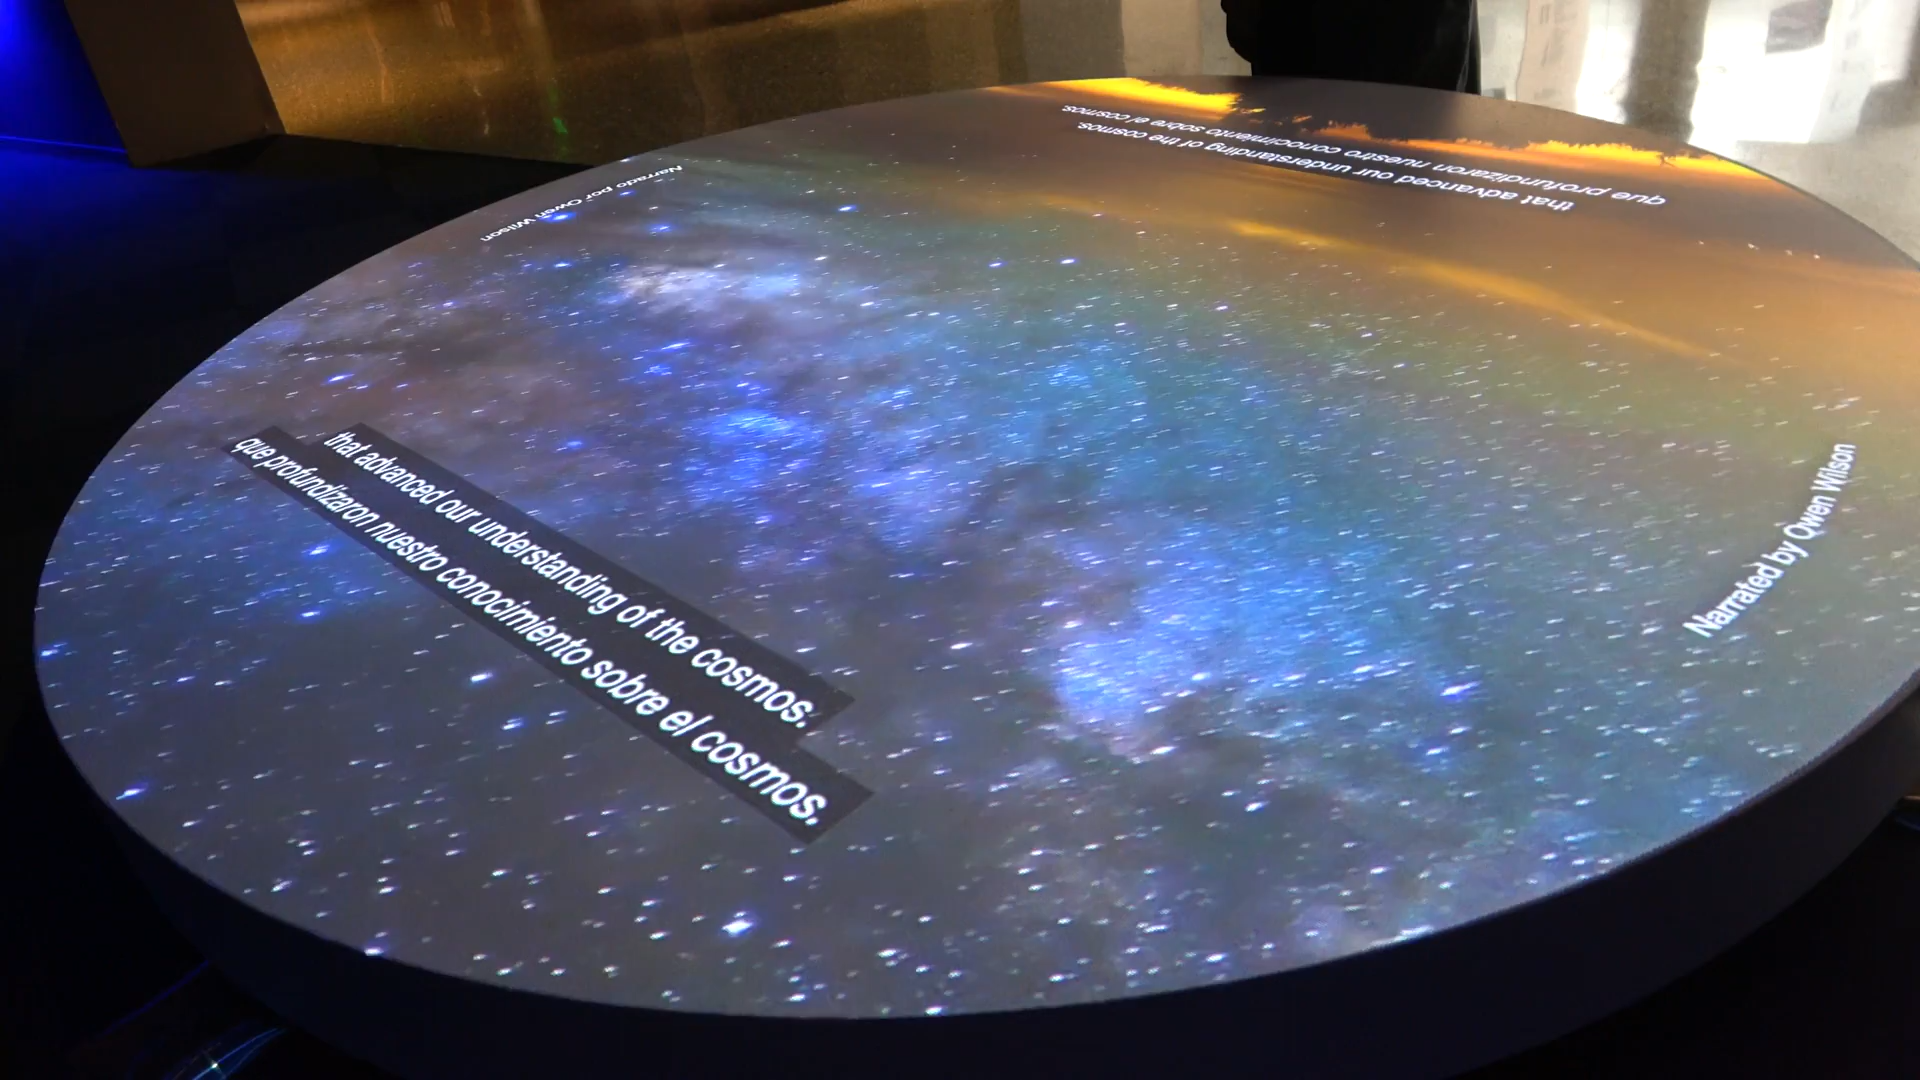 that advanced our understanding of the cosmos.
que profundizaron nuestro conocimiento sobre el cosmos.
Narrado por Owen Wilson
that advanced our understanding of the cosmos.
que profundizaron nuestro conocimiento sobre el cosmos.
Narrated by Owen Wilson